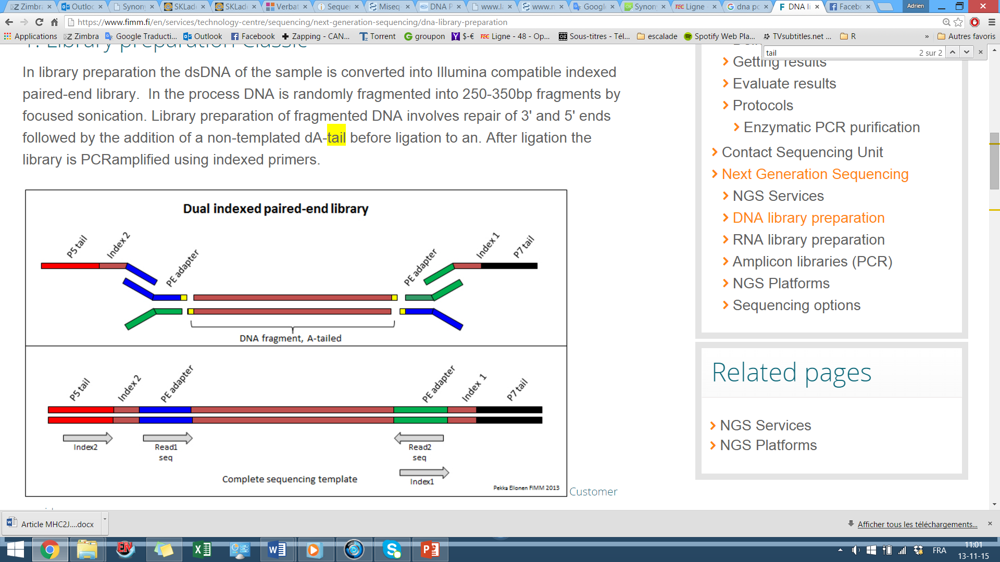 Zimbra
Outloo
Synony
SKLad
SKLad
Verbat
Seque
Miseq
DNA P
www.l
www.n
Google
Synon
TEC Ligne
dna po
DNA li
Facebo
Adrien
https://www.fimm.fi/en/services/technology-centre/sequencing/next-generation-sequencing/dna-library-preparation
Applications
Zimbra
Google Traducti...
Outlook
Facebook
Zapping - CAN...
Torrent
groupon
$-€
TEC Ligne - 48 - Op...
Sous-titres - Tél...
escalade
Spotify Web Pla...
TVsubtitles.net ...
R
»
Autres favoris
tail
2 sur 2
1. Library preparation Classic
In library preparation the dsDNA of the sample is converted into Illumina compatible indexed
paired-end library.  In the process DNA is randomly fragmented into 250-350bp fragments by
focused sonication. Library preparation of fragmented DNA involves repair of 3' and 5' ends
followed by the addition of a non-templated dA-tail before ligation to an. After ligation the
library is PCRamplified using indexed primers.
Dual indexed paired-end library
P5 tail
Index 2
PE adapter
PE adapter
Index 1
P7 tail
DNA fragment, A-tailed
P5 tail
Index 2
PE adapter
PE adapter
Index 1
P7 tail
Index2
Read1
seq
Read2
seq
Index1
Complete sequencing template
Pekka Ellonen FIMM 2013
Customer
Getting results
Evaluate results
Protocols
Enzymatic PCR purification
Contact Sequencing Unit
Next Generation Sequencing
NGS Services
DNA library preparation
RNA library preparation
Amplicon libraries (PCR)
NGS Platforms
Sequencing options
Related pages
NGS Services
NGS Platforms
Article MHC2J....docx
Afficher tous les téléchargements...
FRA
11:01
13-11-15